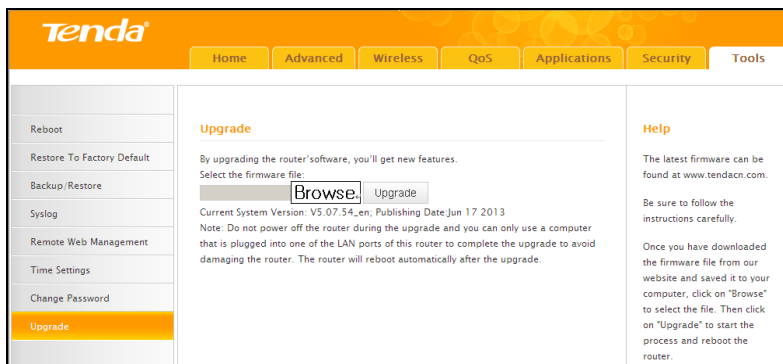 Tenda®
Home Advanced Wireless QoS Applications Security Tools
Reboot
Restore To Factory Default
Backup/Restore
Syslog
Remote Web Management
Time Settings
Change Password
Upgrade
Upgrade
By upgrading the router'software, you'll get new features.
Select the firmware file:
Browse. Upgrade
Current System Version: V5.07.54_en; Publishing Date:Jun 17 2013
Note: Do not power off the router during the upgrade and you can only use a computer
that is plugged into one of the LAN ports of this router to complete the upgrade to avoid
damaging the router. The router will reboot automatically after the upgrade.
Help
The latest firmware can be
found at www.tendacn.com.
Be sure to follow the
instructions carefully.
Once you have downloaded
the firmware file from our
website and saved it to your
computer, click on "Browse"
to select the file. Then click
on "Upgrade" to start the
process and reboot the
router.